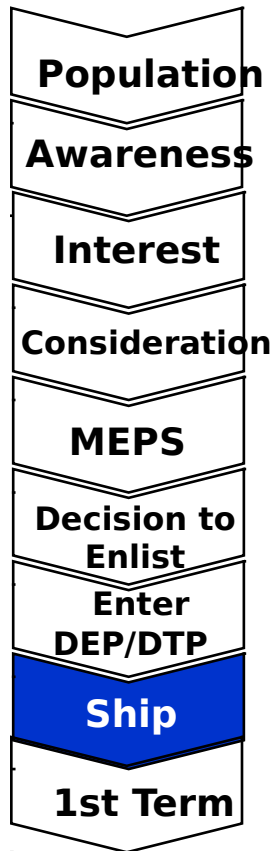 Population
Awareness
Interest
Consideration
MEPS
Decision to
Enlist
Enter
DEP/DTP
Ship
1st Term